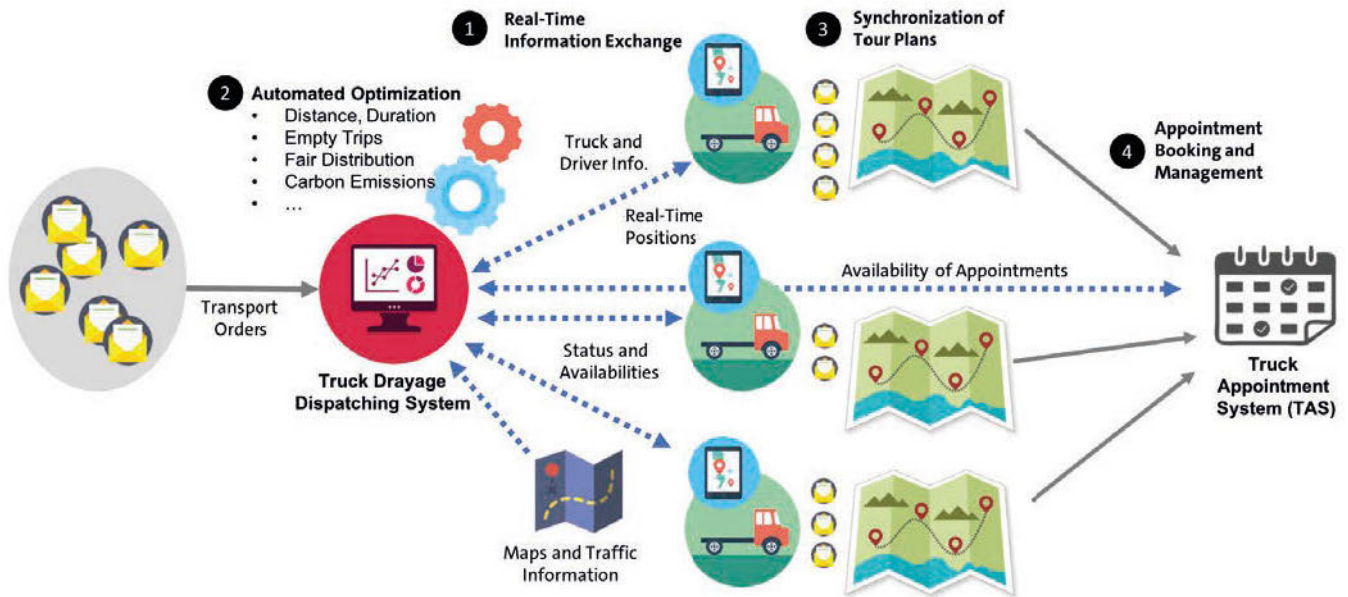 1
Real-Time
Information Exchange
2
Automated Optimization
• Distance, Duration
• Empty Trips
• Fair Distribution
• Carbon Emissions
• ...
3
Synchronization of
Tour Plans
4
Appointment
Booking and
Management
Truck and
Driver Info.
Real-Time
Positions
Availability of Appointments
Transport
Orders
Status and
Availabilities
Truck Drayage
Dispatching System
Maps and Traffic
Information
Truck
Appointment
System (TAS)